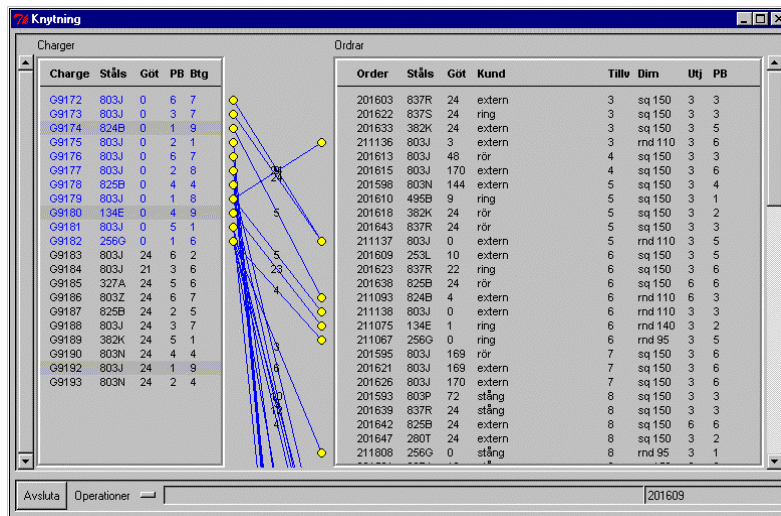 Knytning
Charger
Charge Ståls Göt PB Btg
G9172 803J 0 6 7
G9173 803J 0 3 7
G9174 824B 0 1 9
G9175 803J 0 2 1
G9176 803J 0 6 7
G9177 803J 0 2 8
G9178 825B 0 4 4
G9179 803J 0 1 8
G9180 134E 0 4 9
G9181 803J 0 5 1
G9182 256G 0 1 6
G9183 803J 24 6 2
G9184 803J 21 3 6
G9185 327A 24 5 6
G9186 803Z 24 6 7
G9187 825B 24 2 5
G9188 803J 24 3 7
G9189 382K 24 5 1
G9190 803N 24 4 4
G9192 803J 24 1 9
G9193 803N 24 2 4
24
5
5
23
4
3
6
4
Ordrar
Order Ståls Göt Kund Tillv Dim Utj PB
201603 837R 24 extern 3 sq 150 3 3
201622 837S 24 ring 3 sq 150 3 3
201633 382K 24 extern 3 sq 150 3 5
211136 803J 3 extern 3 rnd 110 3 6
201613 803J 48 rör 4 sq 150 3 3
201615 803J 170 extern 4 sq 150 3 6
201598 803N 144 extern 5 sq 150 3 4
201610 495B 9 ring 5 sq 150 3 1
201618 382K 24 rör 5 sq 150 3 2
201643 837R 24 rör 5 sq 150 3 3
211137 803J 0 extern 5 rnd 110 3 5
201609 253L 10 extern 6 sq 150 3 5
201623 837R 22 ring 6 sq 150 3 6
201638 825B 24 rör 6 sq 150 6 6
211093 824B 4 extern 6 rnd 110 6 3
211138 803J 0 extern 6 rnd 110 3 3
211075 134E 1 ring 6 rnd 140 3 2
211067 256G 0 ring 6 rnd 95 3 5
201595 803J 169 rör 7 sq 150 3 6
201621 803J 169 extern 7 sq 150 3 6
201626 803J 170 extern 7 sq 150 3 6
201593 803P 72 stång 8 sq 150 3 3
201639 837R 24 stång 8 sq 150 3 3
201642 825B 24 extern 8 sq 150 6 6
201647 280T 24 extern 8 sq 150 3 2
211808 256G 0 stång 8 rnd 95 3 1
Avsluta Operationer 201609